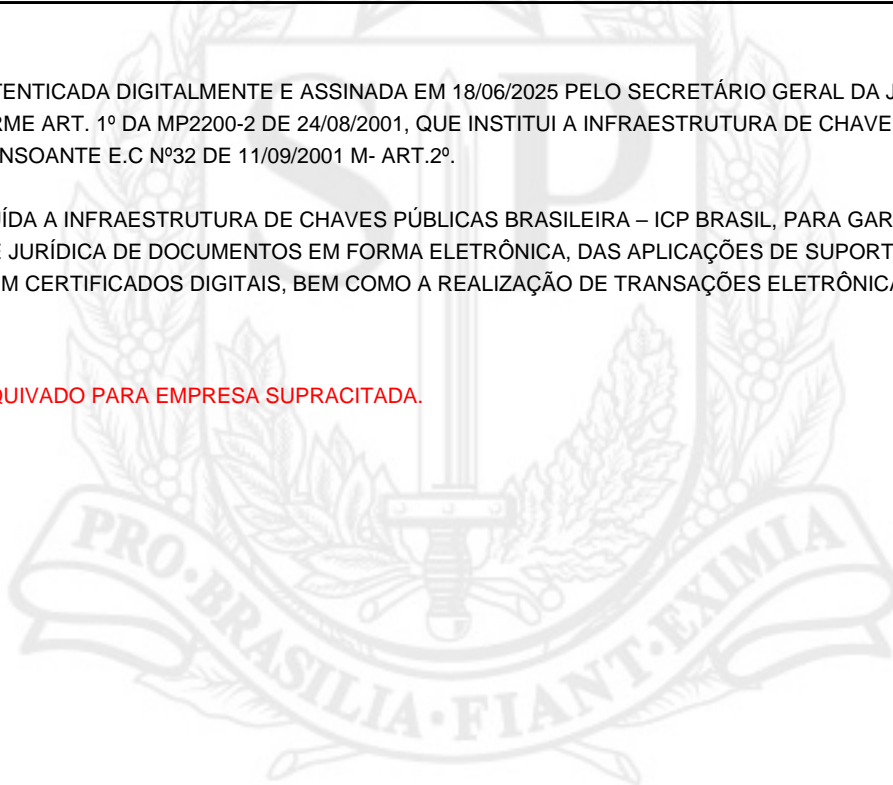 TENTICADA DIGITALMENTE E ASSINADA EM 18/06/2025 PELO SECRETÁRIO GERAL DA J
RME ART. 1º DA MP2200-2 DE 24/08/2001, QUE INSTITUI A INFRAESTRUTURA DE CHAVE
NSOANTE E.C Nº32 DE 11/09/2001 M- ART.2º.
ÍDA A INFRAESTRUTURA DE CHAVES PÚBLICAS BRASILEIRA – ICP BRASIL, PARA GAR
E JURÍDICA DE DOCUMENTOS EM FORMA ELETRÔNICA, DAS APLICAÇÕES DE SUPORT
M CERTIFICADOS DIGITAIS, BEM COMO A REALIZAÇÃO DE TRANSAÇÕES ELETRÔNICA
QUIVADO PARA EMPRESA SUPRACITADA.
SP
PRO·BRASILIA·FIANT·EXIMIA